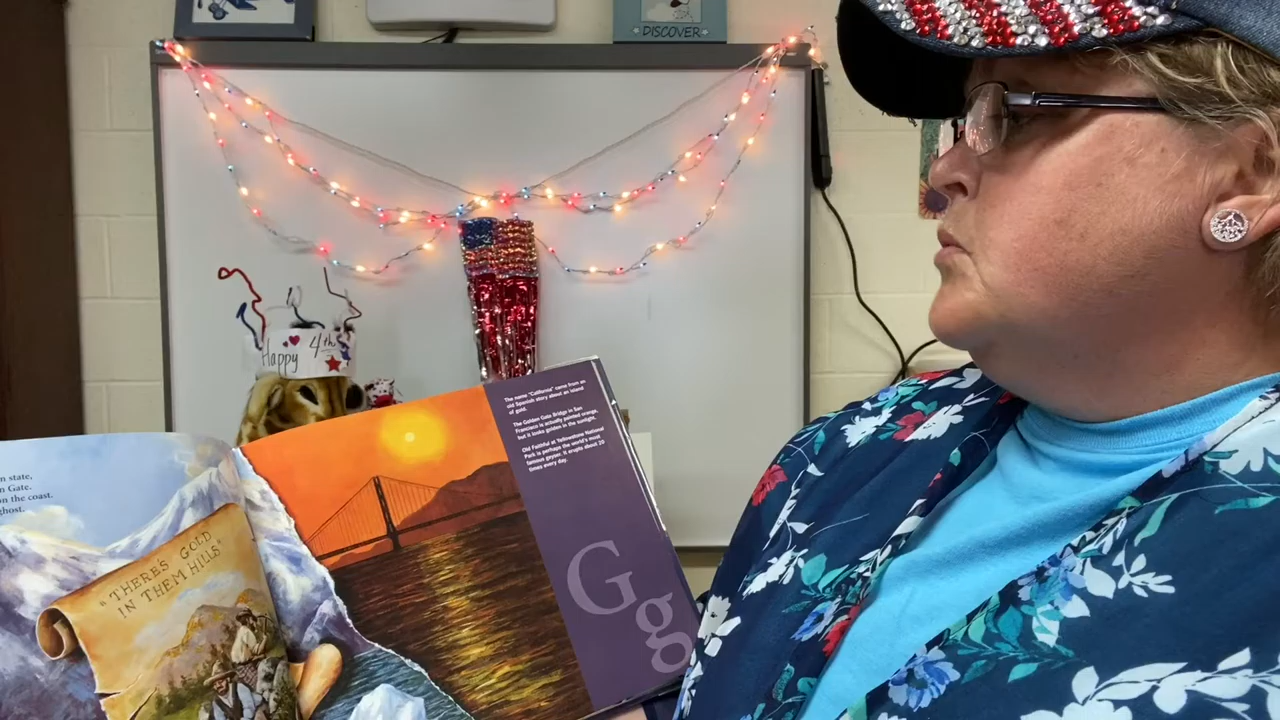 DISCOVER
Happy 4th
n state,
n Gate.
on the coast.
ghost.
"THERE'S GOLD
IN THEM HILLS"
The name "California" came from an
old Spanish story about an island
of gold.
The Golden Gate Bridge in San
Francisco is actually painted orange,
but it looks golden in the sunlight.
Old Faithful at Yellowstone National
Park is perhaps the world's most
famous geyser. It erupts about 20
times every day.
Gg